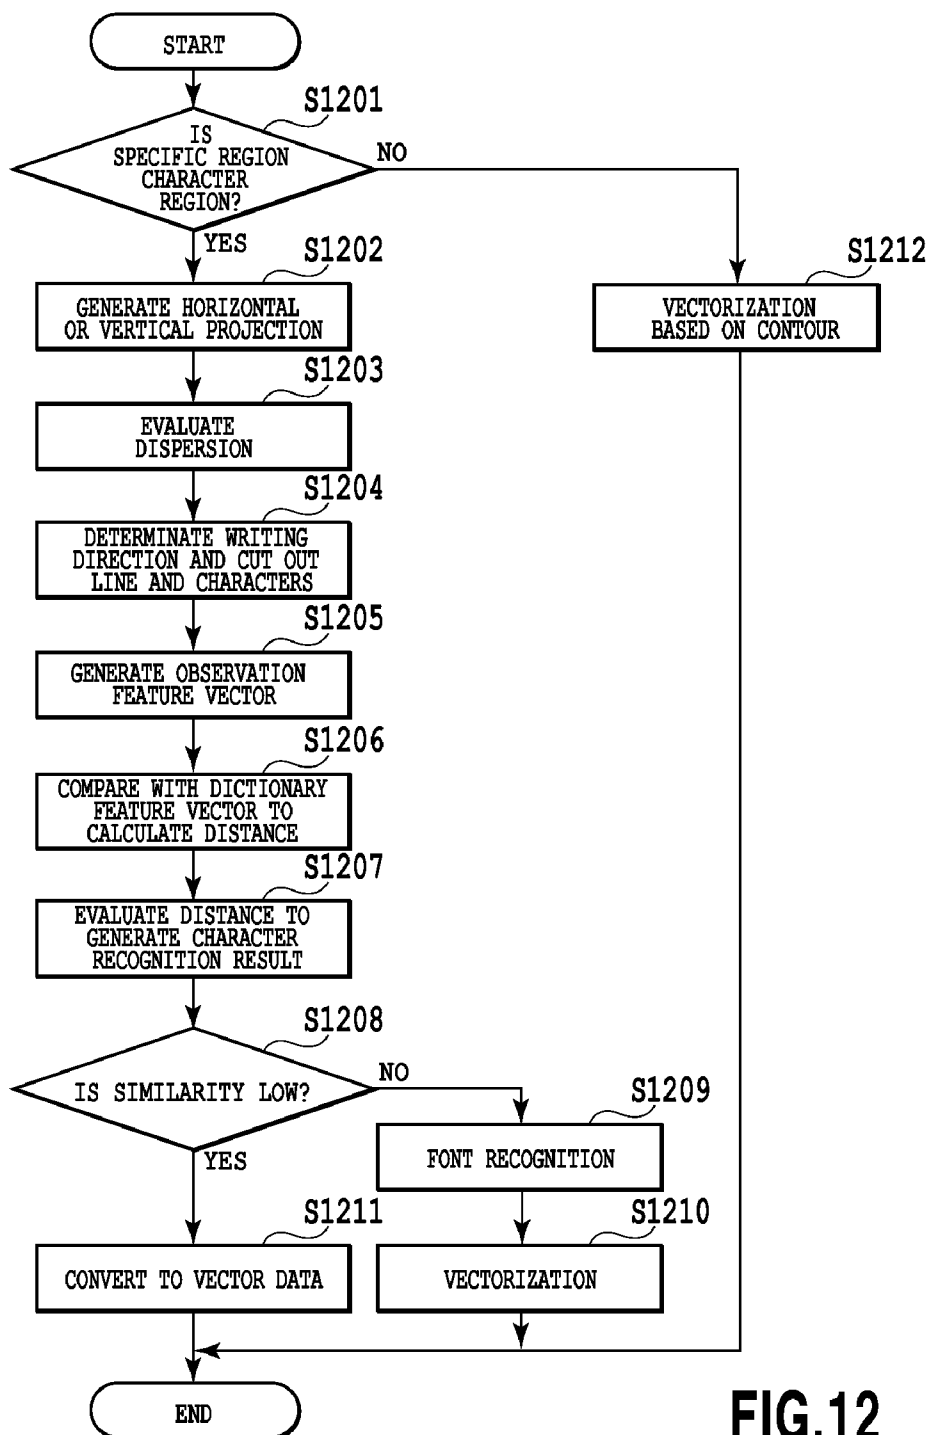 START
S1201
IS
SPECIFIC REGION
CHARACTER
REGION?
NO
YES
S1202
GENERATE HORIZONTAL
OR VERTICAL PROJECTION
S1212
VECTORIZATION
BASED ON CONTOUR
S1203
EVALUATE
DISPERSION
S1204
DETERMINATE WRITING
DIRECTION AND CUT OUT
LINE AND CHARACTERS
S1205
GENERATE OBSERVATION
FEATURE VECTOR
S1206
COMPARE WITH DICTIONARY
FEATURE VECTOR TO
CALCULATE DISTANCE
S1207
EVALUATE DISTANCE TO
GENERATE CHARACTER
RECOGNITION RESULT
S1208
IS SIMILARITY LOW?
NO
YES
S1209
FONT RECOGNITION
S1211
CONVERT TO VECTOR DATA
S1210
VECTORIZATION
END
FIG.12